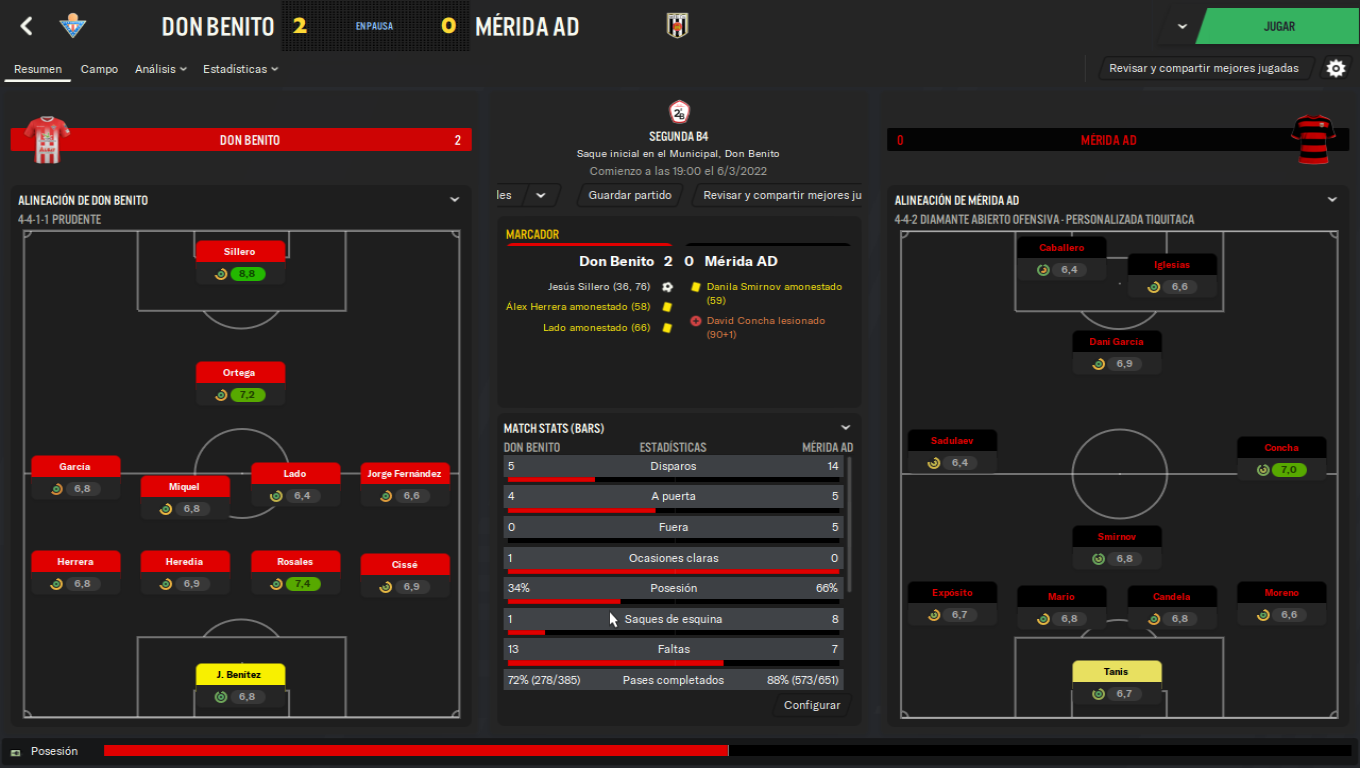 DON BENITO 2 EN PAUSA 0 MÉRIDA AD
JUGAR
Resumen Campo Análisis Estadísticas
Revisar y compartir mejores jugadas
DON BENITO 2
2B
SEGUNDA B4
Saque inicial en el Municipal, Don Benito
Comienzo a las 19:00 el 6/3/2022
les Guardar partido Revisar y compartir mejores ju
0 MÉRIDA AD
ALINEACIÓN DE DON BENITO
4-4-1-1 PRUDENTE
Sillero
8,8
Ortega
7,2
García
6,8
Miquel
6,8
Lado
6,4
Jorge Fernández
6,6
Herrera
6,8
Heredia
6,9
Rosales
7,4
Cissé
6,9
J. Benítez
6,8
MARCADOR
Don Benito 2 0 Mérida AD
Jesús Sillero (36, 76)
Álex Herrera amonestado (58)
Lado amonestado (66)
Danila Smirnov amonestado
(59)
David Concha lesionado
(90+1)
MATCH STATS (BARS)
DON BENITO ESTADÍSTICAS MÉRIDA AD
5 Disparos 14
4 A puerta 5
0 Fuera 5
1 Ocasiones claras 0
34% Posesión 66%
1 Saques de esquina 8
13 Faltas 7
72% (278/385) Pases completados 88% (573/651)
Configurar
ALINEACIÓN DE MÉRIDA AD
4-4-2 DIAMANTE ABIERTO OFENSIVA - PERSONALIZADA TIQUITACA
Caballero
6,4
Iglesias
6,6
Dani García
6,9
Sadulaev
6,4
Concha
7,0
Smirnov
6,8
Expósito
6,7
Mario
6,8
Candela
6,8
Moreno
6,6
Tanis
6,7
Posesión